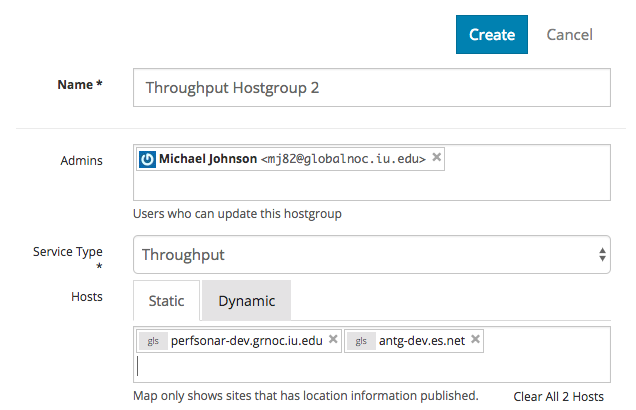 Create Cancel
Name * Throughput Hostgroup 2
Admins Michael Johnson <mj82@globalnoc.iu.edu> ×
Users who can update this hostgroup
Service Type * Throughput
Hosts Static Dynamic
gls perfsonar-dev.grnoc.iu.edu × gls antg-dev.es.net ×
Map only shows sites that has location information published. Clear All 2 Hosts